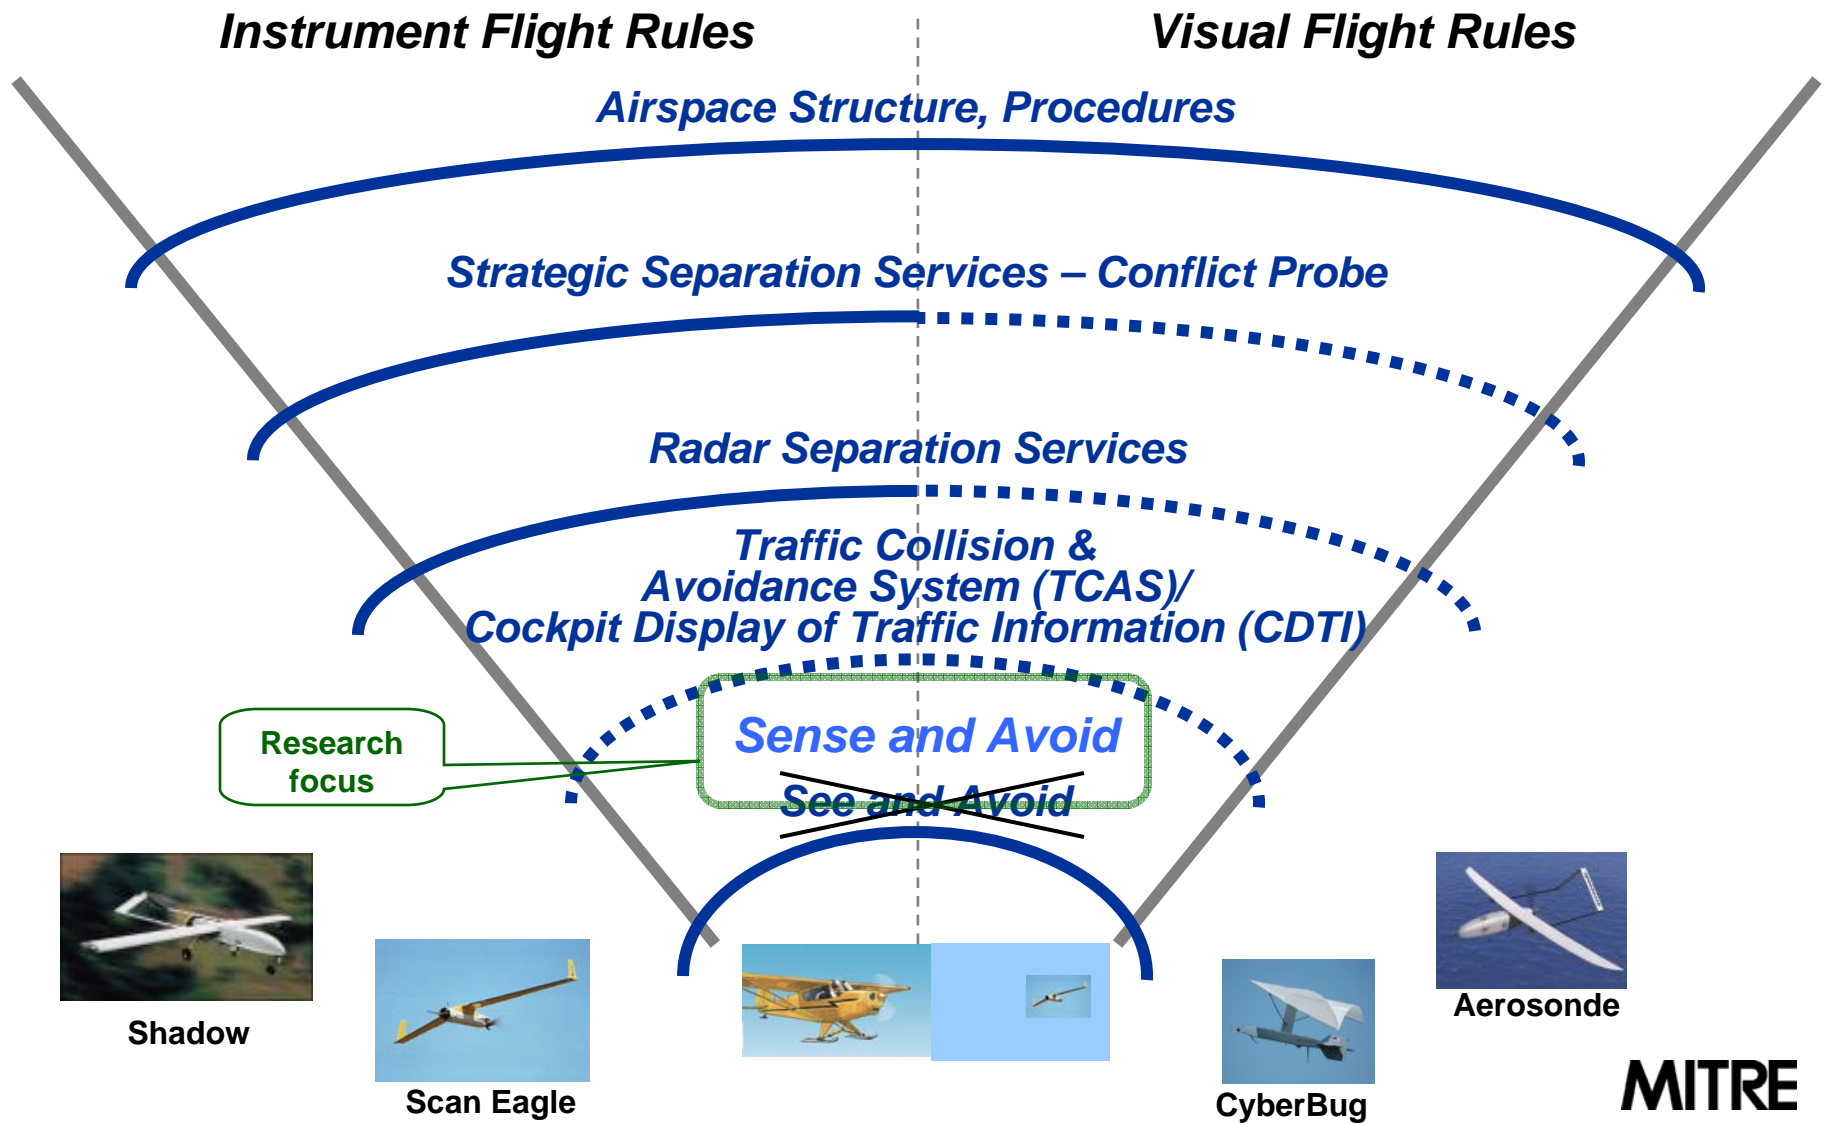 Instrument Flight Rules
Visual Flight Rules
Airspace Structure, Procedures
Strategic Separation Services – Conflict Probe
Radar Separation Services
Traffic Collision &
Avoidance System (TCAS)/
Cockpit Display of Traffic Information (CDTI)
Sense and Avoid
Research
focus
See and Avoid
Shadow
Scan Eagle
CyberBug
Aerosonde
MITRE